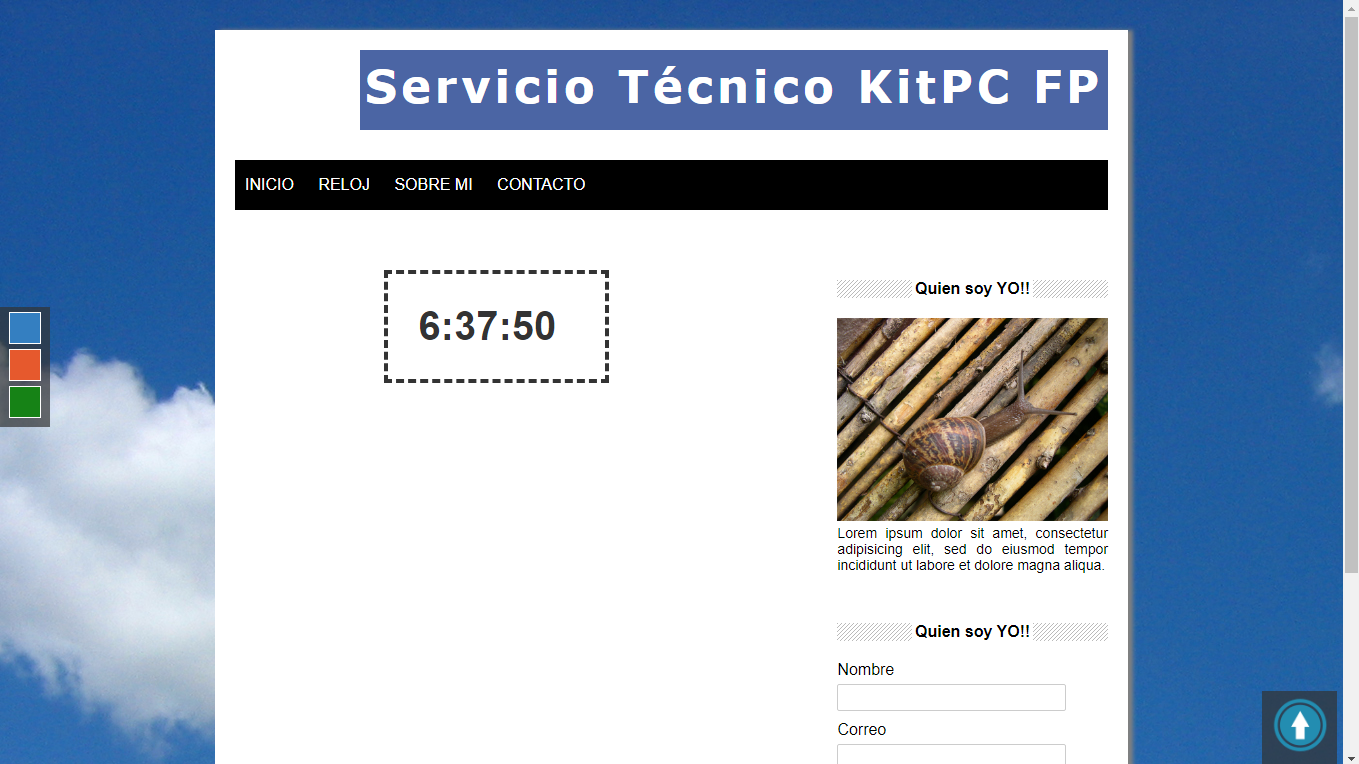 Servicio Técnico KitPC FP
INICIO RELOJ SOBRE MI CONTACTO
6:37:50
Quien soy YO!!
Lorem ipsum dolor sit amet, consectetur
adipisicing elit, sed do eiusmod tempor
incididunt ut labore et dolore magna aliqua.
Quien soy YO!!
Nombre
Correo